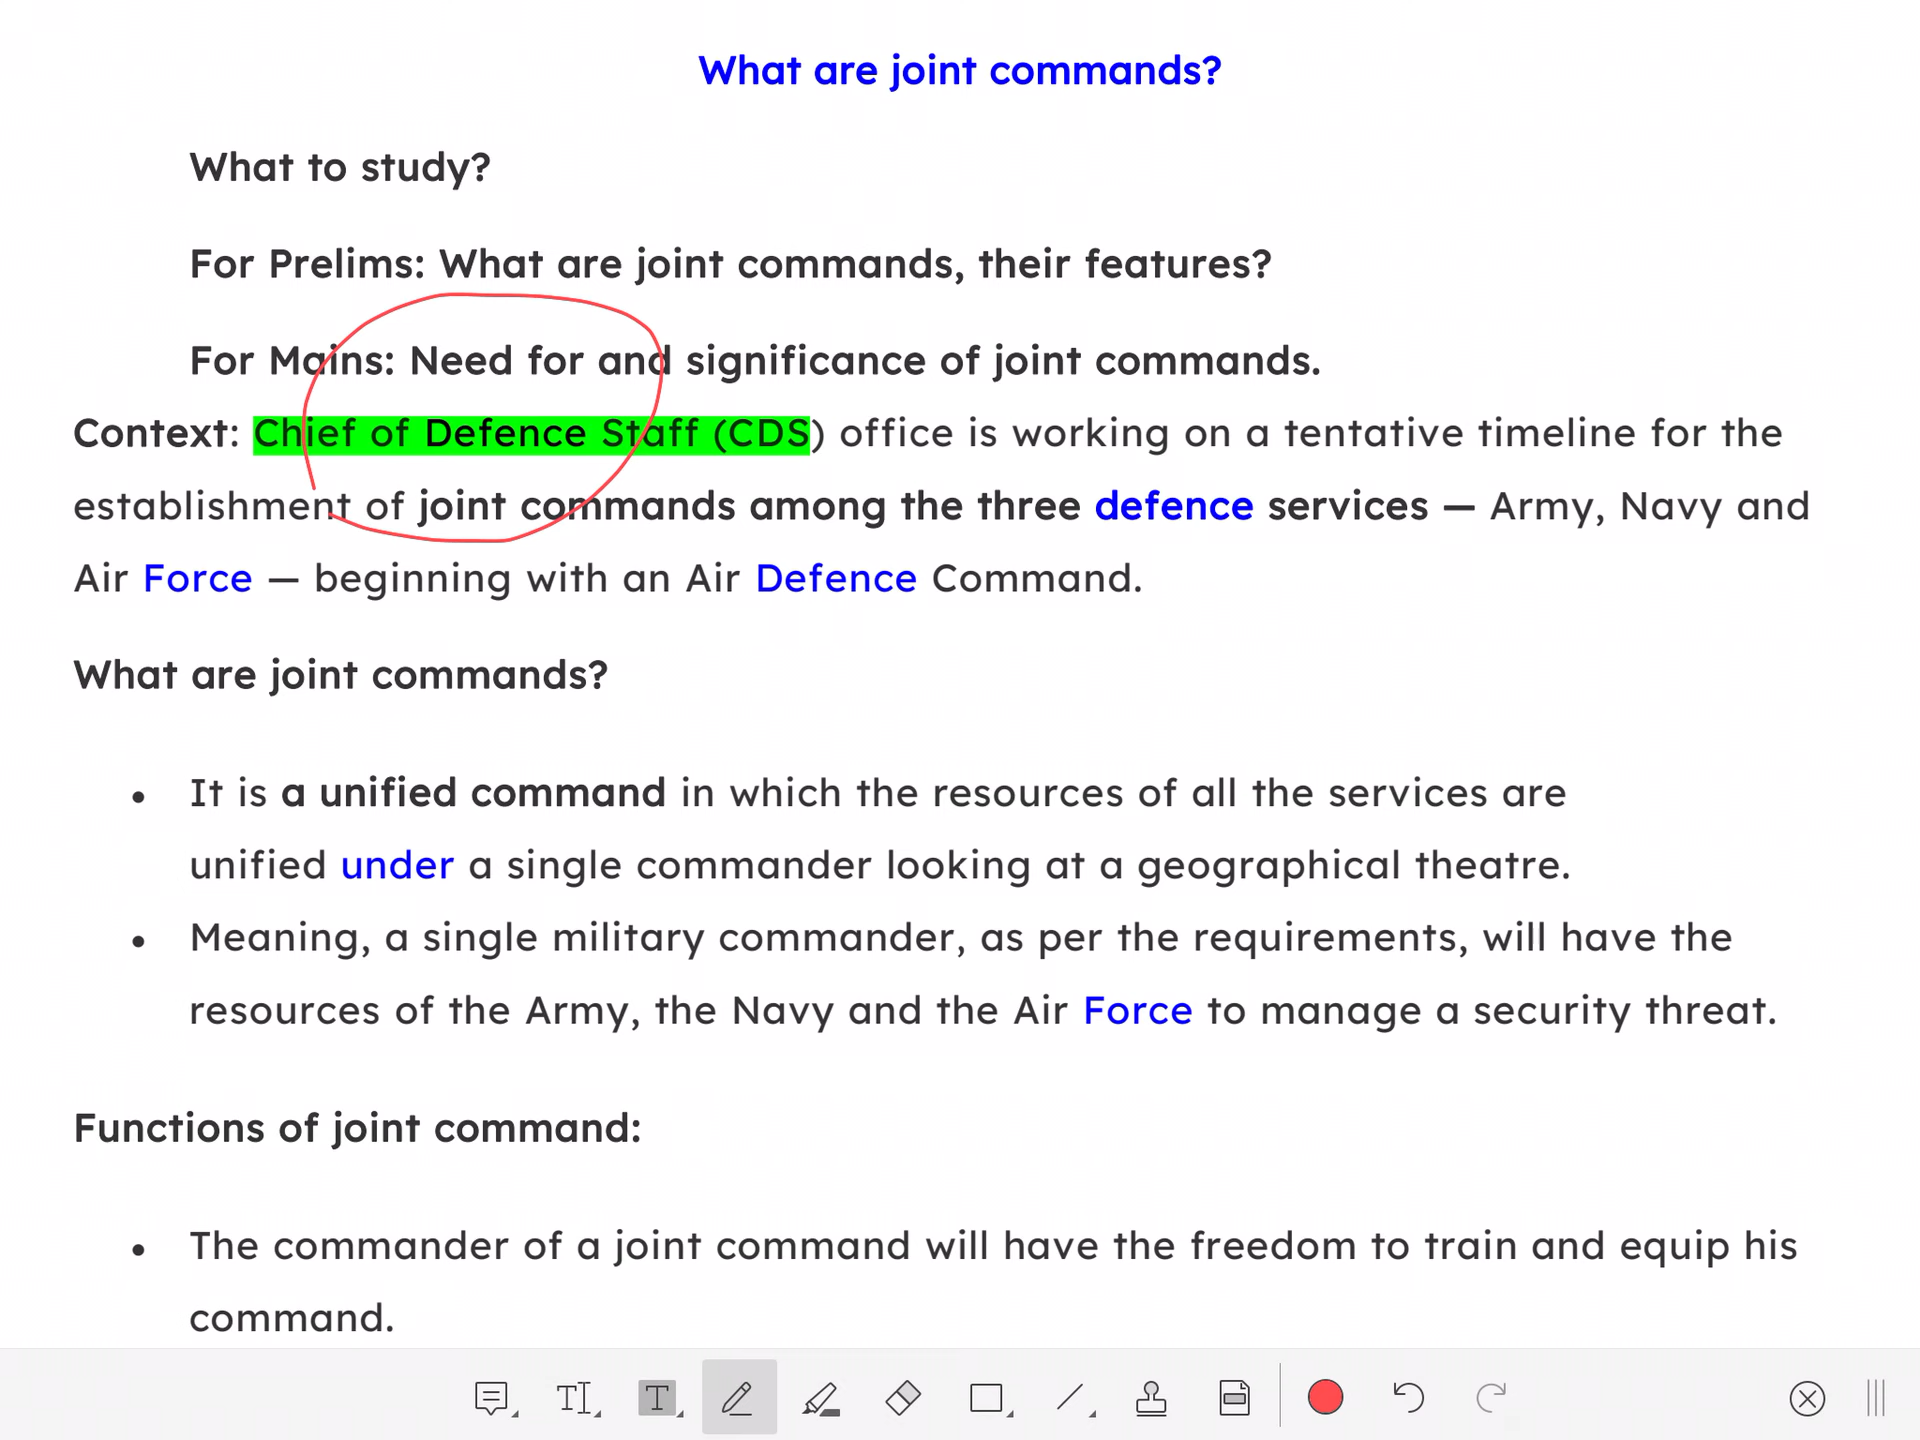 What are joint commands?
What to study?
For Prelims: What are joint commands, their features?
For Mains: Need for and significance of joint commands.
Context: Chief of Defence Staff (CDS) office is working on a tentative timeline for the
establishment of joint commands among the three defence services — Army, Navy and
Air Force — beginning with an Air Defence Command.
What are joint commands?
• It is a unified command in which the resources of all the services are
unified under a single commander looking at a geographical theatre.
• Meaning, a single military commander, as per the requirements, will have the
resources of the Army, the Navy and the Air Force to manage a security threat.
Functions of joint command:
• The commander of a joint command will have the freedom to train and equip his
command.